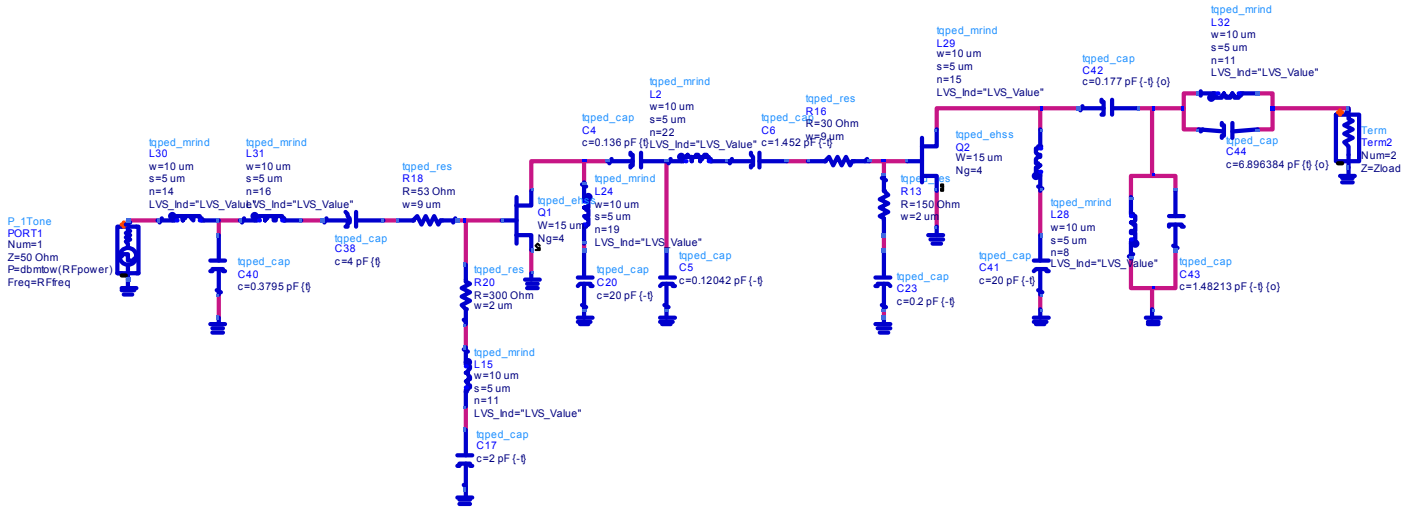 P_1Tone
PORT1
Num=1
Z=50 Ohm
P=dbmtow(RFpower)
Freq=RFfreq
tqped_mrind
L30
w=10 um
s=5 um
n=14
LVS_Ind="LVS_Value"
tqped_cap
C40
c=0.3795 pF {t}
tqped_mrind
L31
w=10 um
s=5 um
n=16
LVS_Ind="LVS_Value"
tqped_cap
C38
c=4 pF {t}
tqped_res
R18
R=53 Ohm
w=9 um
tqped_res
R20
R=300 Ohm
w=2 um
tqped_mrind
L15
w=10 um
s=5 um
n=11
LVS_Ind="LVS_Value"
tqped_cap
C17
c=2 pF {-t}
tqped_ehss
Q1
W=15 um
Ng=4
tqped_cap
C4
c=0.136 pF {t}
tqped_mrind
L24
w=10 um
s=5 um
n=19
LVS_Ind="LVS_Value"
tqped_cap
C20
c=20 pF {-t}
tqped_mrind
L2
w=10 um
s=5 um
n=22
LVS_Ind="LVS_Value"
tqped_cap
C5
c=0.12042 pF {-t}
tqped_cap
C6
c=1.452 pF {-t}
tqped_res
R16
R=30 Ohm
w=9 um
tqped_res
R13
R=150 Ohm
w=2 um
tqped_cap
C23
c=0.2 pF {-t}
tqped_ehss
Q2
W=15 um
Ng=4
tqped_mrind
L29
w=10 um
s=5 um
n=15
LVS_Ind="LVS_Value"
tqped_cap
C41
c=20 pF {-t}
tqped_cap
C42
c=0.177 pF {-t} {o}
tqped_mrind
L28
w=10 um
s=5 um
n=8
LVS_Ind="LVS_Value"
tqped_cap
C43
c=1.48213 pF {-t} {o}
tqped_mrind
L32
w=10 um
s=5 um
n=11
LVS_Ind="LVS_Value"
tqped_cap
C44
c=6.896384 pF {t} {o}
Term
Term2
Num=2
Z=Zload